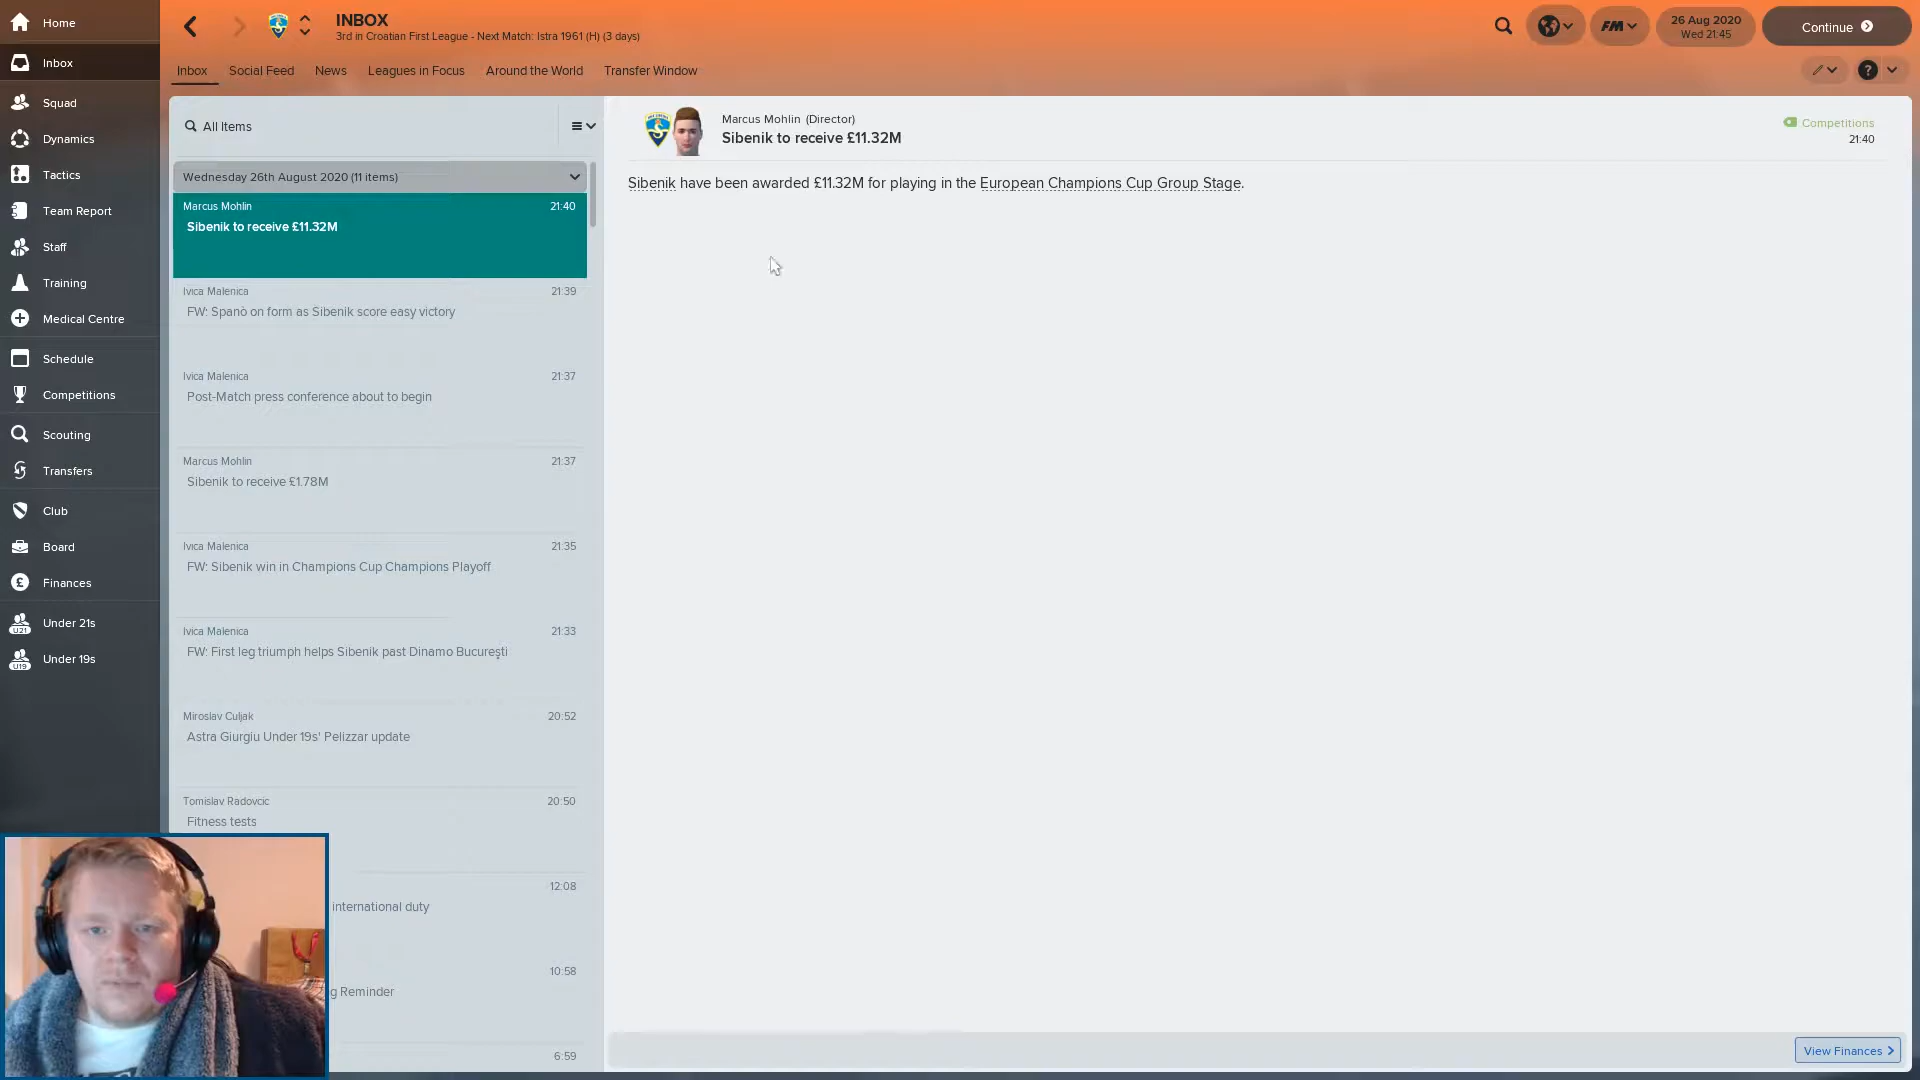 Home
Inbox
Squad
Dynamics
Tactics
Team Report
Staff
Training
Medical Centre
Schedule
Competitions
Scouting
Transfers
Club
Board
Finances
U21
Under 21s
U19
Under 19s
INBOX
3rd in Croatian First League - Next Match: Istra 1961 (H) (3 days)
FM
26 Aug 2020
Wed 21:45
Continue
Inbox Social Feed News Leagues in Focus Around the World Transfer Window
All Items
Wednesday 26th August 2020 (11 items)
Marcus Mohlin 21:40
Sibenik to receive £11.32M
Ivica Malenica 21:39
FW: Spanò on form as Sibenik score easy victory
Ivica Malenica 21:37
Post-Match press conference about to begin
Marcus Mohlin 21:37
Sibenik to receive £1.78M
Ivica Malenica 21:35
FW: Sibenik win in Champions Cup Champions Playoff
Ivica Malenica 21:33
FW: First leg triumph helps Sibenik past Dinamo București
Miroslav Culjak 20:52
Astra Giurgiu Under 19s' Pelizzar update
Tomislav Radovcic 20:50
Fitness tests
12:08
international duty
10:58
g Reminder
6:59
Marcus Mohlin (Director)
Sibenik to receive £11.32M
Competitions
21:40
Sibenik have been awarded £11.32M for playing in the European Champions Cup Group Stage.
View Finances